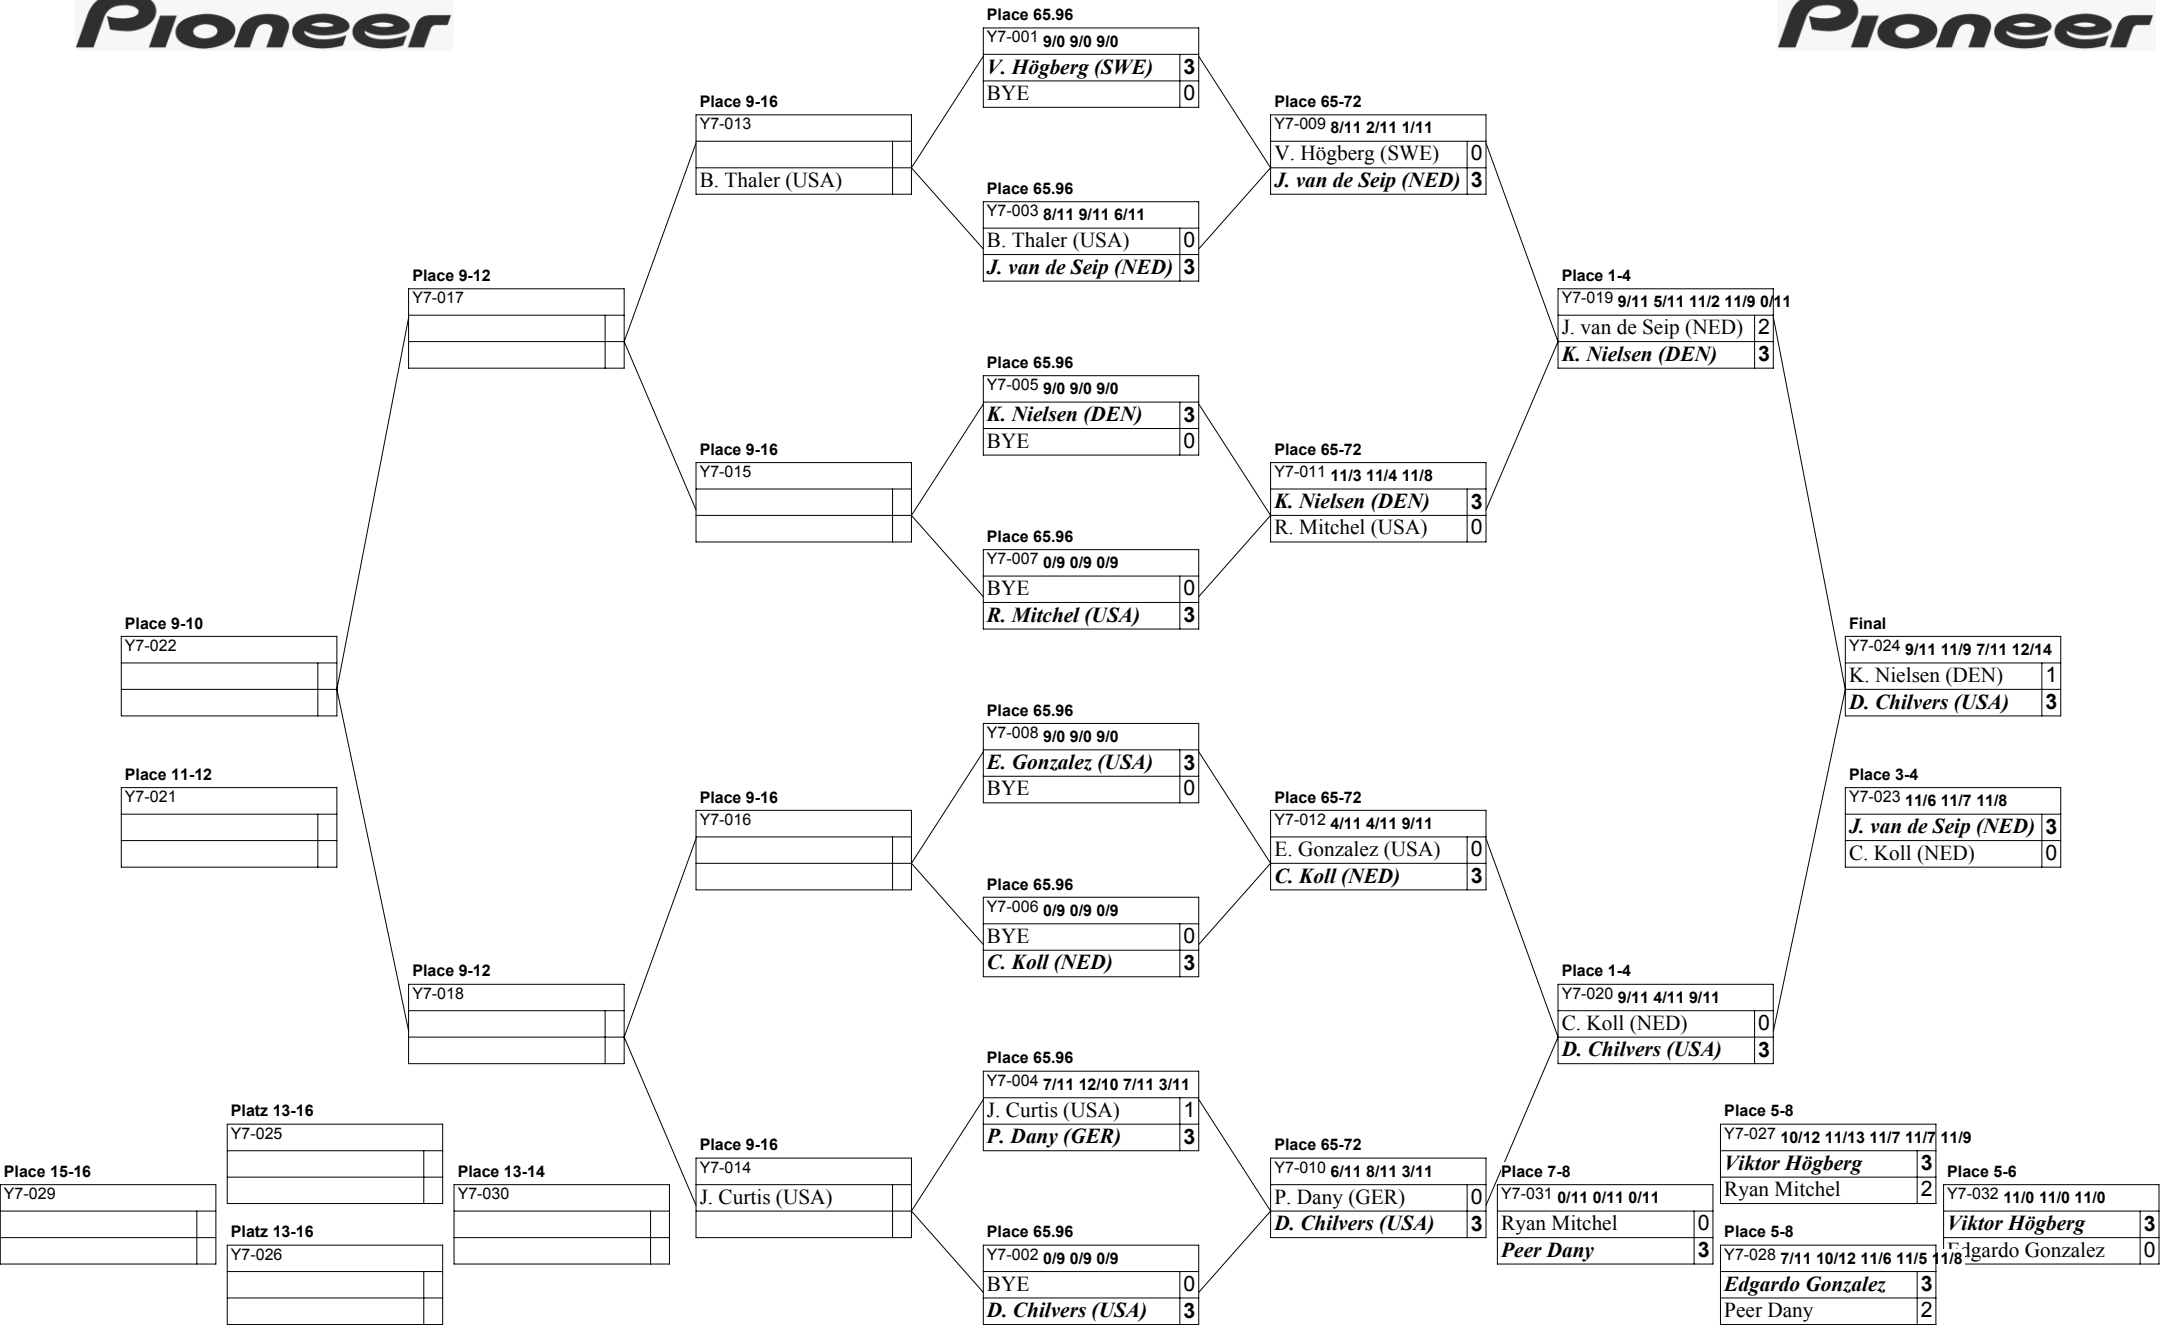 Pioneer
Pioneer
Place 65.96
Y7-001 9/0 9/0 9/0
V. Högberg (SWE) 3
BYE 0
Place 9-16
Y7-013
B. Thaler (USA)
Place 65-72
Y7-009 8/11 2/11 1/11
V. Högberg (SWE) 0
J. van de Seip (NED) 3
Place 65.96
Y7-003 8/11 9/11 6/11
B. Thaler (USA) 0
J. van de Seip (NED) 3
Place 9-12
Y7-017
Place 1-4
Y7-019 9/11 5/11 11/2 11/9 0/11
J. van de Seip (NED) 2
K. Nielsen (DEN) 3
Place 65.96
Y7-005 9/0 9/0 9/0
K. Nielsen (DEN) 3
BYE 0
Place 9-16
Y7-015
Place 65-72
Y7-011 11/3 11/4 11/8
K. Nielsen (DEN) 3
R. Mitchel (USA) 0
Place 65.96
Y7-007 0/9 0/9 0/9
BYE 0
R. Mitchel (USA) 3
Place 9-10
Y7-022
Final
Y7-024 9/11 11/9 7/11 12/14
K. Nielsen (DEN) 1
D. Chilvers (USA) 3
Place 65.96
Y7-008 9/0 9/0 9/0
E. Gonzalez (USA) 3
BYE 0
Place 11-12
Y7-021
Place 3-4
Y7-023 11/6 11/7 11/8
J. van de Seip (NED) 3
C. Koll (NED) 0
Place 9-16
Y7-016
Place 65-72
Y7-012 4/11 4/11 9/11
E. Gonzalez (USA) 0
C. Koll (NED) 3
Place 65.96
Y7-006 0/9 0/9 0/9
BYE 0
C. Koll (NED) 3
Place 9-12
Y7-018
Place 1-4
Y7-020 9/11 4/11 9/11
C. Koll (NED) 0
D. Chilvers (USA) 3
Place 65.96
Y7-004 7/11 12/10 7/11 3/11
J. Curtis (USA) 1
P. Dany (GER) 3
Place 9-16
Y7-014
J. Curtis (USA)
Place 65-72
Y7-010 6/11 8/11 3/11
P. Dany (GER) 0
D. Chilvers (USA) 3
Place 65.96
Y7-002 0/9 0/9 0/9
BYE 0
D. Chilvers (USA) 3
Platz 13-16
Y7-025
Place 15-16
Y7-029
Place 13-14
Y7-030
Platz 13-16
Y7-026
Place 5-8
Y7-027 10/12 11/13 11/7 11/7 11/9
Viktor Högberg 3
Ryan Mitchel 2
Place 7-8
Y7-031 0/11 0/11 0/11
Ryan Mitchel 0
Peer Dany 3
Place 5-6
Y7-032 11/0 11/0 11/0
Viktor Högberg 3
Edgardo Gonzalez 0
Place 5-8
Y7-028 7/11 10/12 11/6 11/5 11/8
Edgardo Gonzalez 3
Peer Dany 2